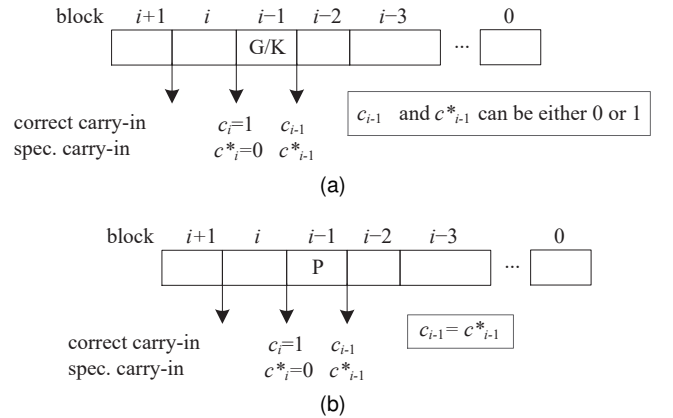 block i+1 i i−1 i−2 i−3 0
G/K ...
correct carry-in c_i=1 c_{i-1} c_{i-1} and c*_{i-1} can be either 0 or 1
spec. carry-in c*_i=0 c*_{i-1}
(a)
block i+1 i i−1 i−2 i−3 0
P ...
correct carry-in c_i=1 c_{i-1} c_{i-1}= c*_{i-1}
spec. carry-in c*_i=0 c*_{i-1}
(b)